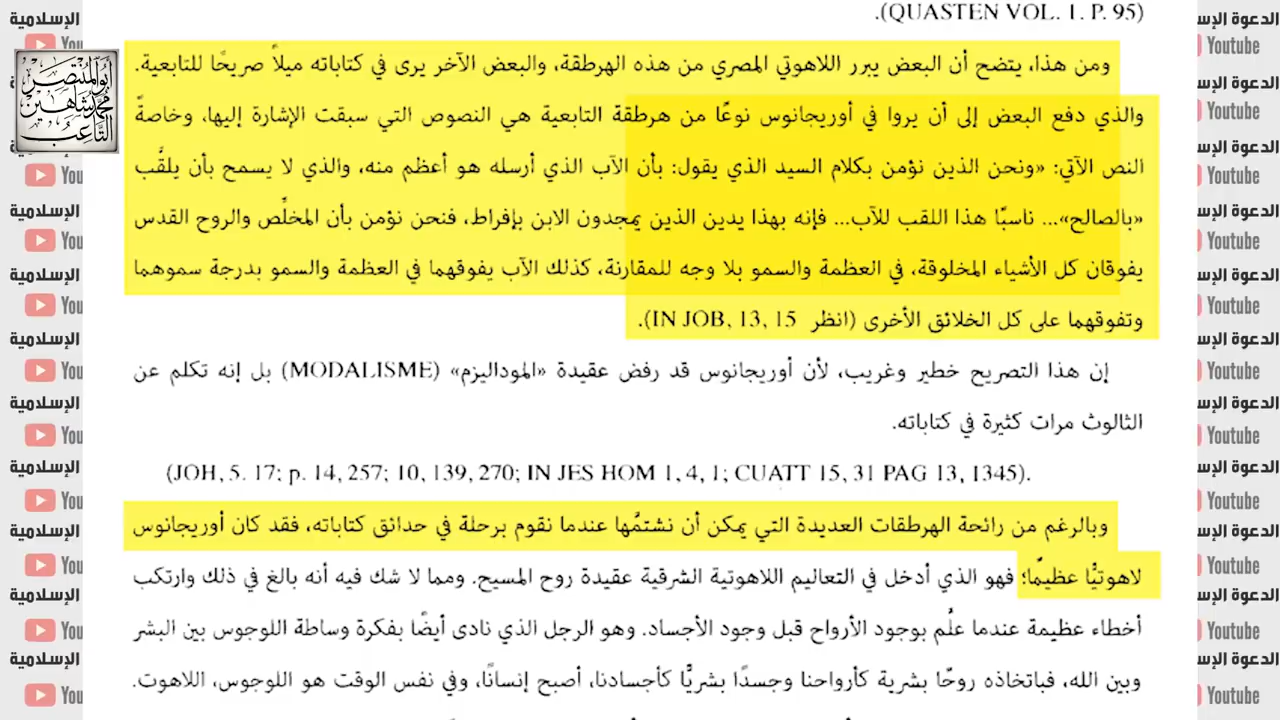 (QUASTEN VOL. 1. P. 95).
ومن هذا، يتضح أن البعض يبرر اللاهوتي المصري من هذه الهرطقة، والبعض الآخر يرى في كتاباته ميلاً صريحًا للتابعية.
والذي دفع البعض إلى أن يروا في أوريجانوس نوعًا من هرطقة التابعية هي النصوص التي سبقت الإشارة إليها، وخاصةً
النص الآتي: «ونحن الذين نؤمن بكلام السيد الذي يقول: بأن الآب الذي أرسله هو أعظم منه، والذي لا يسمح بأن يلقَّب
«بالصالح»... ناسبًا هذا اللقب للآب... فإنه بهذا يدين الذين يمجدون الابن بإفراط، فنحن نؤمن بأن المخلِّص والروح القدس
يفوقان كل الأشياء المخلوقة، في العظمة والسمو بلا وجه للمقارنة، كذلك الآب يفوقهما في العظمة والسمو بدرجة سموهما
وتفوقهما على كل الخلائق الأخرى (انظر IN JOB, 13, 15).
إن هذا التصريح خطير وغريب، لأن أوريجانوس قد رفض عقيدة «الموداليزم» (MODALISME) بل إنه تكلم عن
الثالوث مرات كثيرة في كتاباته.
(JOH, 5. 17; p. 14, 257; 10, 139, 270; IN JES HOM 1, 4, 1; CUATT 15, 31 PAG 13, 1345).
وبالرغم من رائحة الهرطقات العديدة التي يمكن أن نشتمَّها عندما نقوم برحلة في حدائق كتاباته، فقد كان أوريجانوس
لاهوتيًّا عظيمًا؛ فهو الذي أدخل في التعاليم اللاهوتية الشرقية عقيدة روح المسيح. ومما لا شك فيه أنه بالغ في ذلك وارتكب
أخطاء عظيمة عندما علَّم بوجود الأرواح قبل وجود الأجساد. وهو الرجل الذي نادى أيضًا بفكرة وساطة اللوجوس بين البشر
وبين الله، فباتخاذه روحًا بشرية كأرواحنا وجسدًا بشريًّا كأجسادنا، أصبح إنسانًا، وفي نفس الوقت هو اللوجوس، اللاهوت.
أبو المنتصر
محمد شاهين
التاعب
الدعوة الإس
Youtube
الإسلامية
You